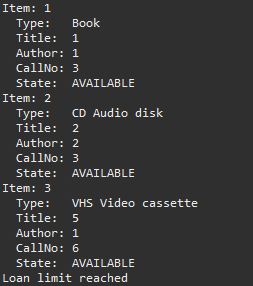 Item: 1
  Type:   Book
  Title:  1
  Author: 1
  CallNo: 3
  State:  AVAILABLE
Item: 2
  Type:   CD Audio disk
  Title:  2
  Author: 2
  CallNo: 3
  State:  AVAILABLE
Item: 3
  Type:   VHS Video cassette
  Title:  5
  Author: 1
  CallNo: 6
  State:  AVAILABLE
Loan limit reached